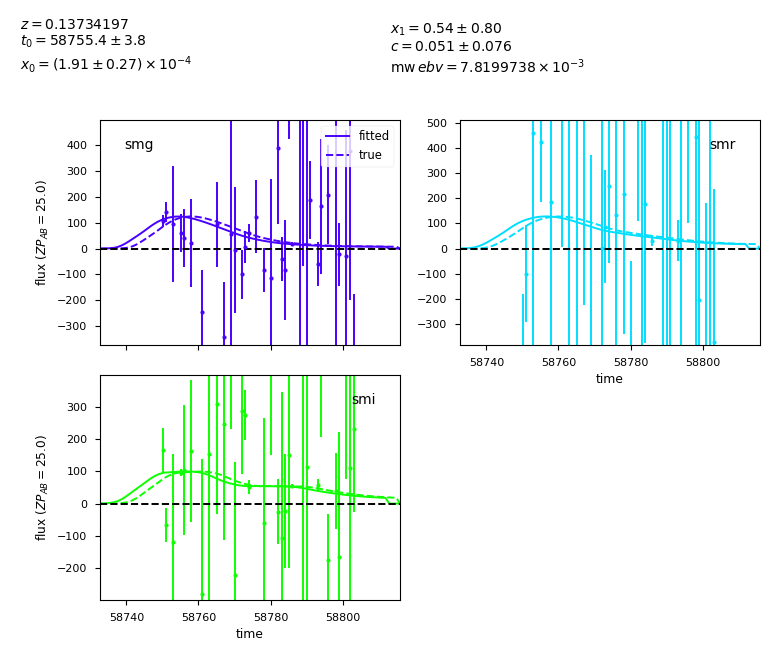 z = 0.13734197
t₀ = 58755.4 ± 3.8
x₀ = (1.91 ± 0.27) × 10⁻⁴
x₁ = 0.54 ± 0.80
c = 0.051 ± 0.076
mw ebv = 7.8199738 × 10⁻³
smg
fitted
true
400
300
200
100
0
−100
−200
−300
flux (ZP_AB = 25.0)
smr
500
400
300
200
100
0
−100
−200
−300
58740 58760 58780 58800
time
smi
300
200
100
0
−100
−200
flux (ZP_AB = 25.0)
58740 58760 58780 58800
time